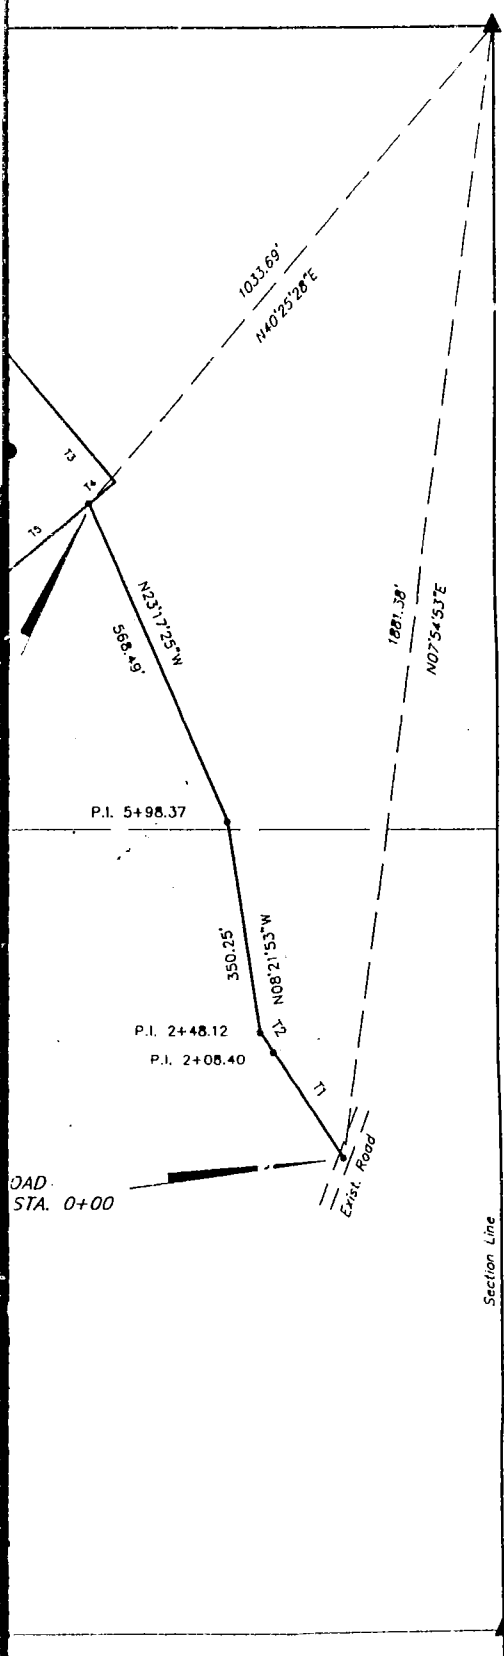 1033.69'
N40°25'28"E
T3
T4
T5
N23°17'25"W
568.49'
1881.38'
N07°54'53"E
P.I. 5+98.37
350.25'
N08°21'53"W
P.I. 2+48.12
T2
P.I. 2+08.40
T1
OAD
STA. 0+00
Exist. Road
Section Line